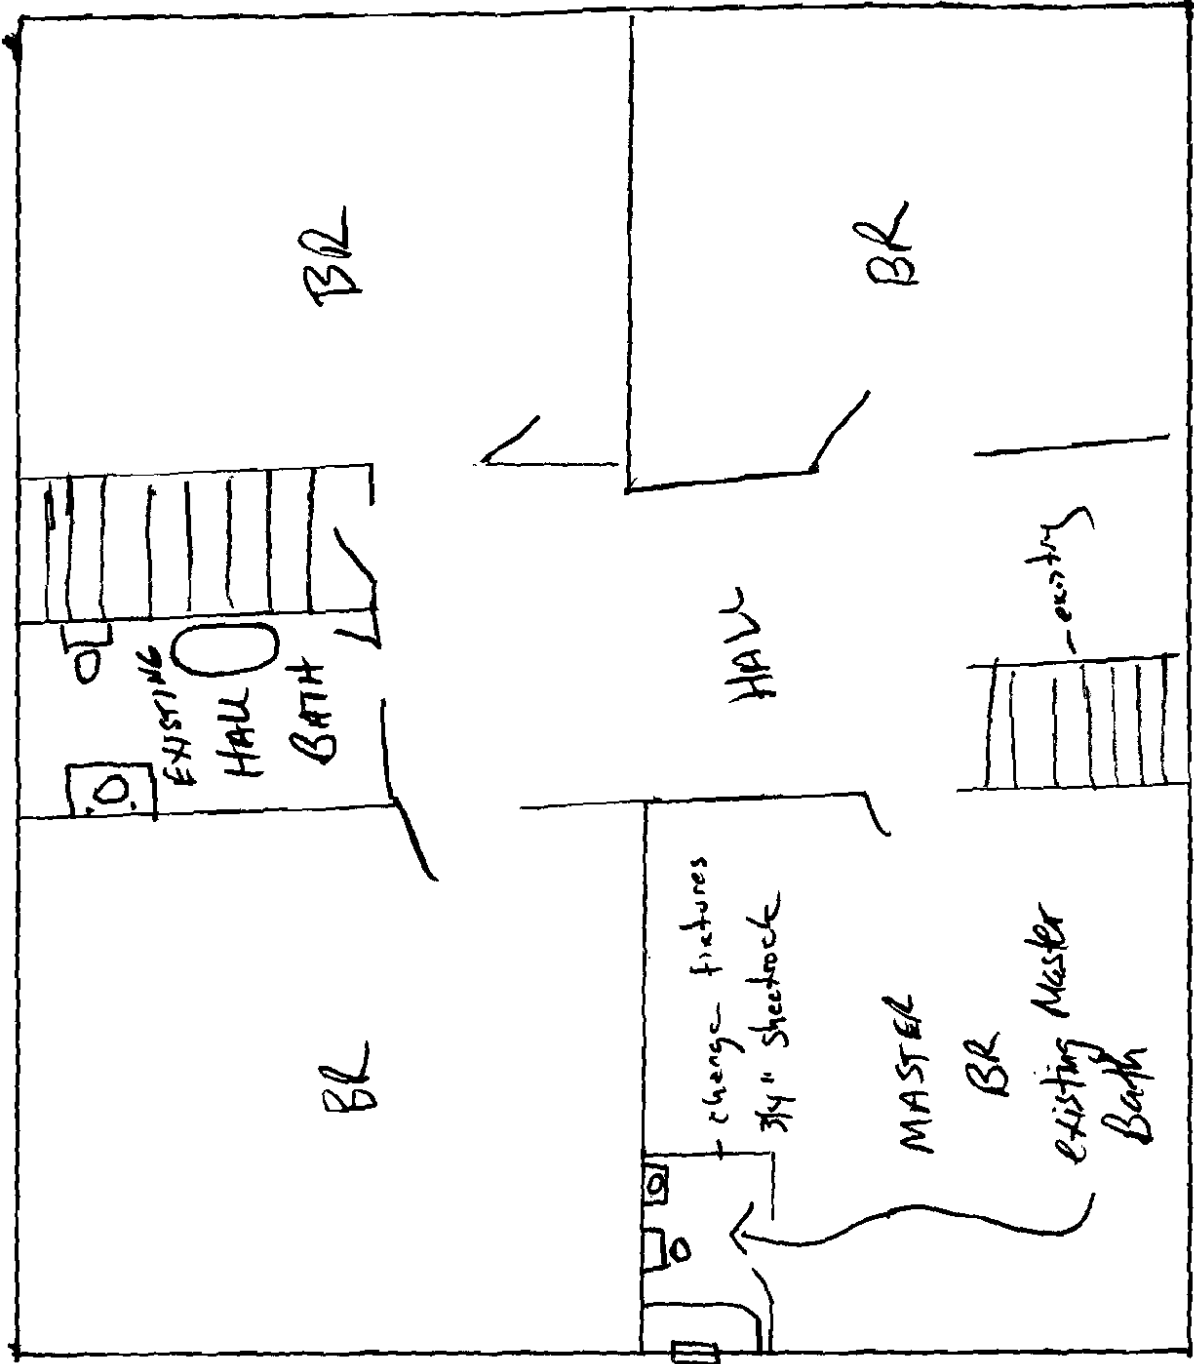 BR
BR
EXISTING
HALL
BATH
HALL
- existing
BR
- change fixtures
3/4" sheetrock
MASTER
BR
existing Master
Bath